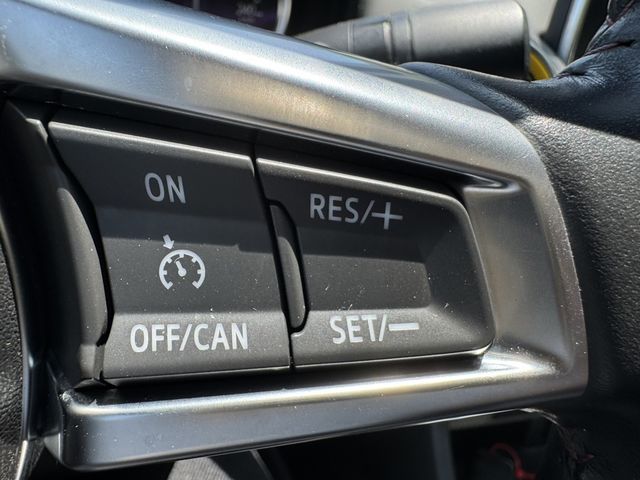 ON
RES/+
OFF/CAN
SET/−